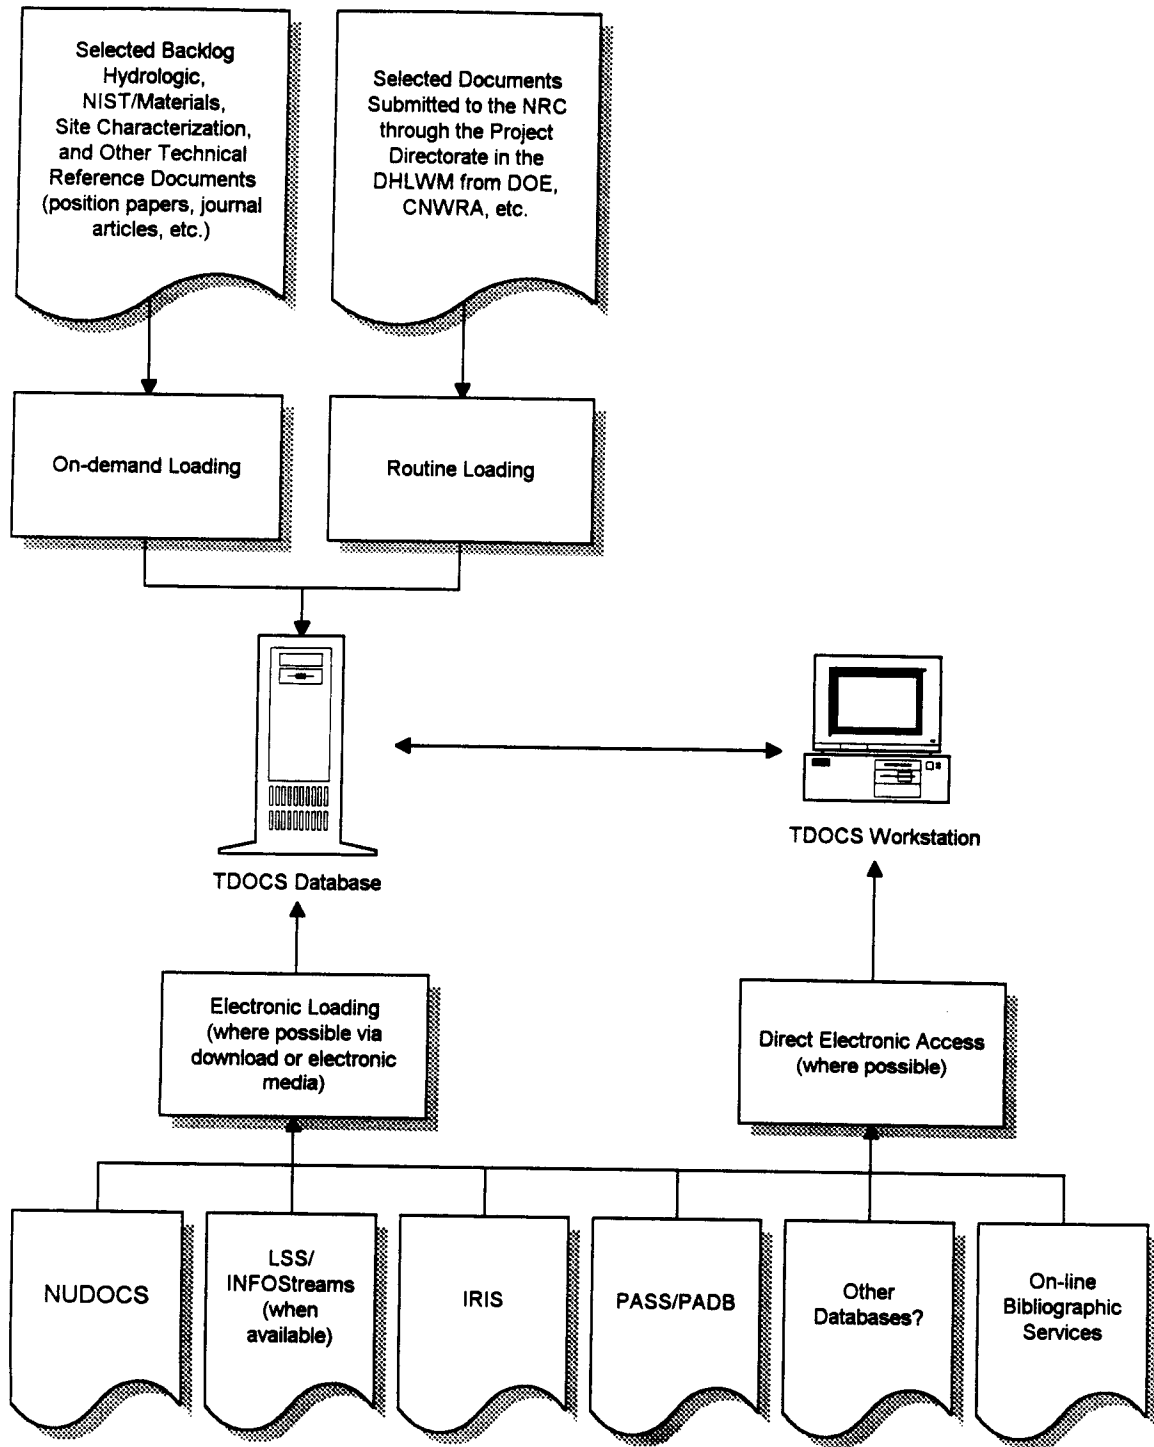 Selected Backlog
Hydrologic,
NIST/Materials,
Site Characterization,
and Other Technical
Reference Documents
(position papers, journal
articles, etc.)
Selected Documents
Submitted to the NRC
through the Project
Directorate in the
DHLWM from DOE,
CNWRA, etc.
On-demand Loading
Routine Loading
TDOCS Database
TDOCS Workstation
Electronic Loading
(where possible via
download or electronic
media)
Direct Electronic Access
(where possible)
NUDOCS
LSS/
INFOStreams
(when
available)
IRIS
PASS/PADB
Other
Databases?
On-line
Bibliographic
Services